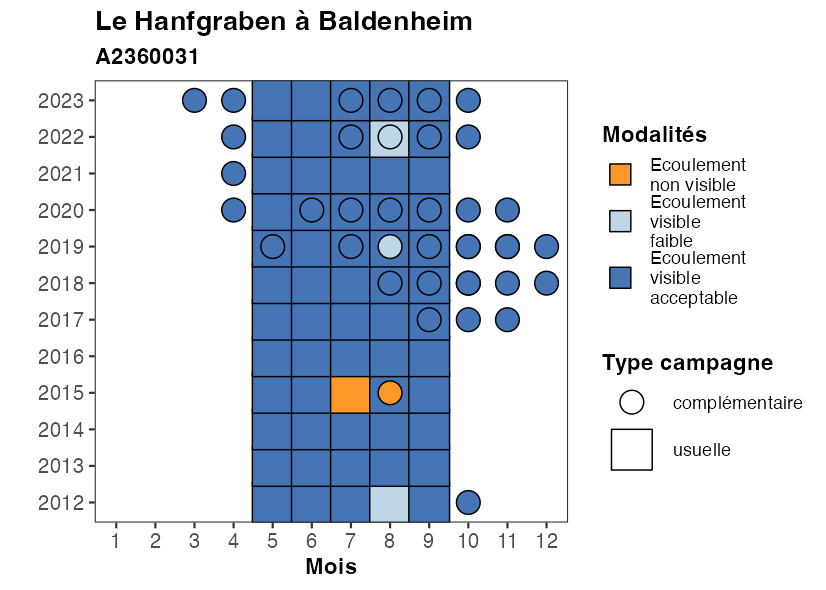 Le Hanfgraben à Baldenheim
A2360031
2023
2022
2021
2020
2019
2018
2017
2016
2015
2014
2013
2012
1 2 3 4 5 6 7 8 9 10 11 12
Mois
Modalités
Ecoulement
non visible
Ecoulement
visible
faible
Ecoulement
visible
acceptable
Type campagne
complémentaire
usuelle